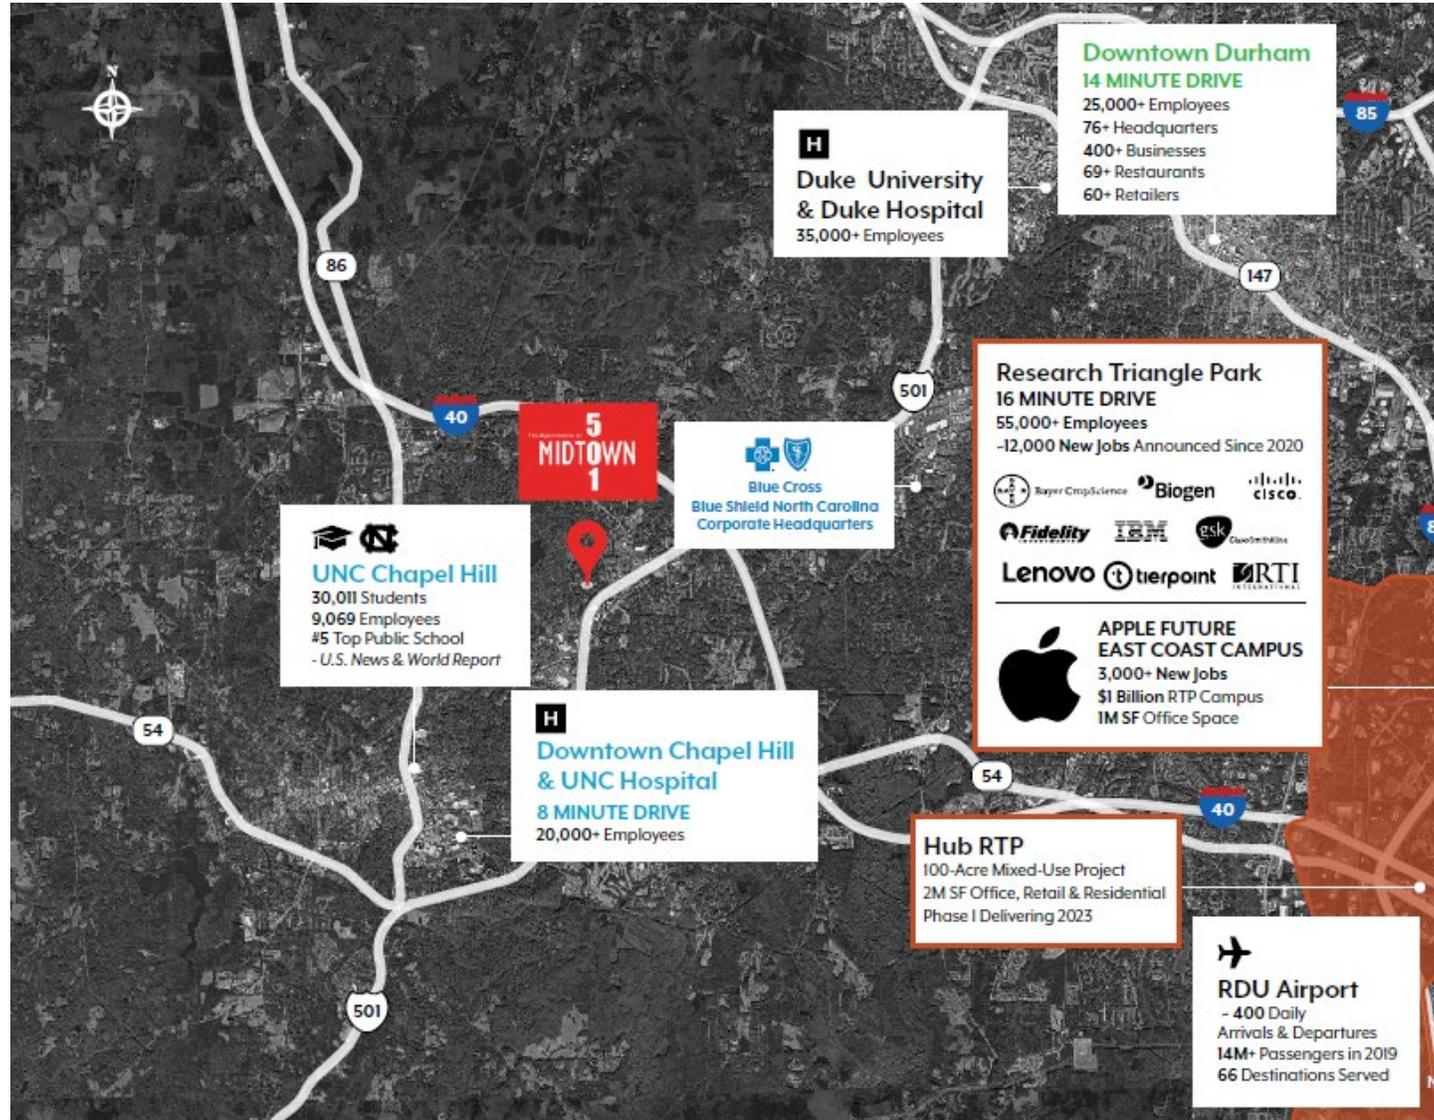 N
Downtown Durham
14 MINUTE DRIVE
25,000+ Employees
76+ Headquarters
400+ Businesses
69+ Restaurants
60+ Retailers
85
H
Duke University
& Duke Hospital
35,000+ Employees
86
147
501
40
5
MIDTOWN
1
Blue Cross
Blue Shield North Carolina
Corporate Headquarters
Research Triangle Park
16 MINUTE DRIVE
55,000+ Employees
~12,000 New Jobs Announced Since 2020
Bayer CropScience
Biogen
CISCO.
Fidelity
INVESTMENTS
IBM
gsk
GlaxoSmithKline
Lenovo
t tierpoint
RTI
INTERNATIONAL
APPLE FUTURE
EAST COAST CAMPUS
3,000+ New Jobs
$1 Billion RTP Campus
1M SF Office Space
NC
UNC Chapel Hill
30,011 Students
9,069 Employees
#5 Top Public School
- U.S. News & World Report
54
H
Downtown Chapel Hill
& UNC Hospital
8 MINUTE DRIVE
20,000+ Employees
54
40
Hub RTP
100-Acre Mixed-Use Project
2M SF Office, Retail & Residential
Phase I Delivering 2023
501
RDU Airport
~ 400 Daily
Arrivals & Departures
14M+ Passengers in 2019
66 Destinations Served